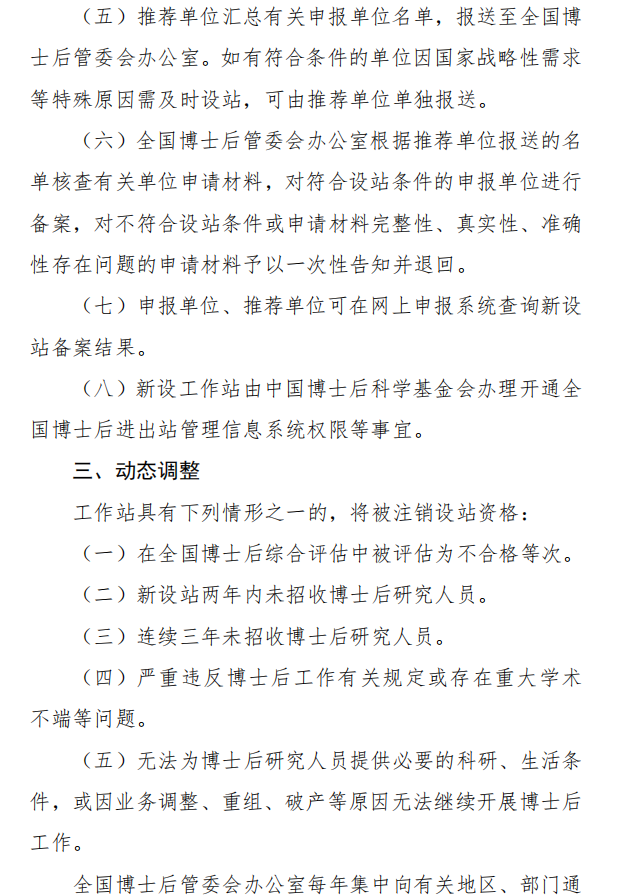 （五）推荐单位汇总有关申报单位名单，报送至全国博
士后管委会办公室。如有符合条件的单位因国家战略性需求
等特殊原因需及时设站，可由推荐单位单独报送。
（六）全国博士后管委会办公室根据推荐单位报送的名
单核查有关单位申请材料，对符合设站条件的申报单位进行
备案，对不符合设站条件或申请材料完整性、真实性、准确
性存在问题的申请材料予以一次性告知并退回。
（七）申报单位、推荐单位可在网上申报系统查询新设
站备案结果。
（八）新设工作站由中国博士后科学基金会办理开通全
国博士后进出站管理信息系统权限等事宜。
三、动态调整
工作站具有下列情形之一的，将被注销设站资格：
（一）在全国博士后综合评估中被评估为不合格等次。
（二）新设站两年内未招收博士后研究人员。
（三）连续三年未招收博士后研究人员。
（四）严重违反博士后工作有关规定或存在重大学术
不端等问题。
（五）无法为博士后研究人员提供必要的科研、生活条
件，或因业务调整、重组、破产等原因无法继续开展博士后
工作。
全国博士后管委会办公室每年集中向有关地区、部门通